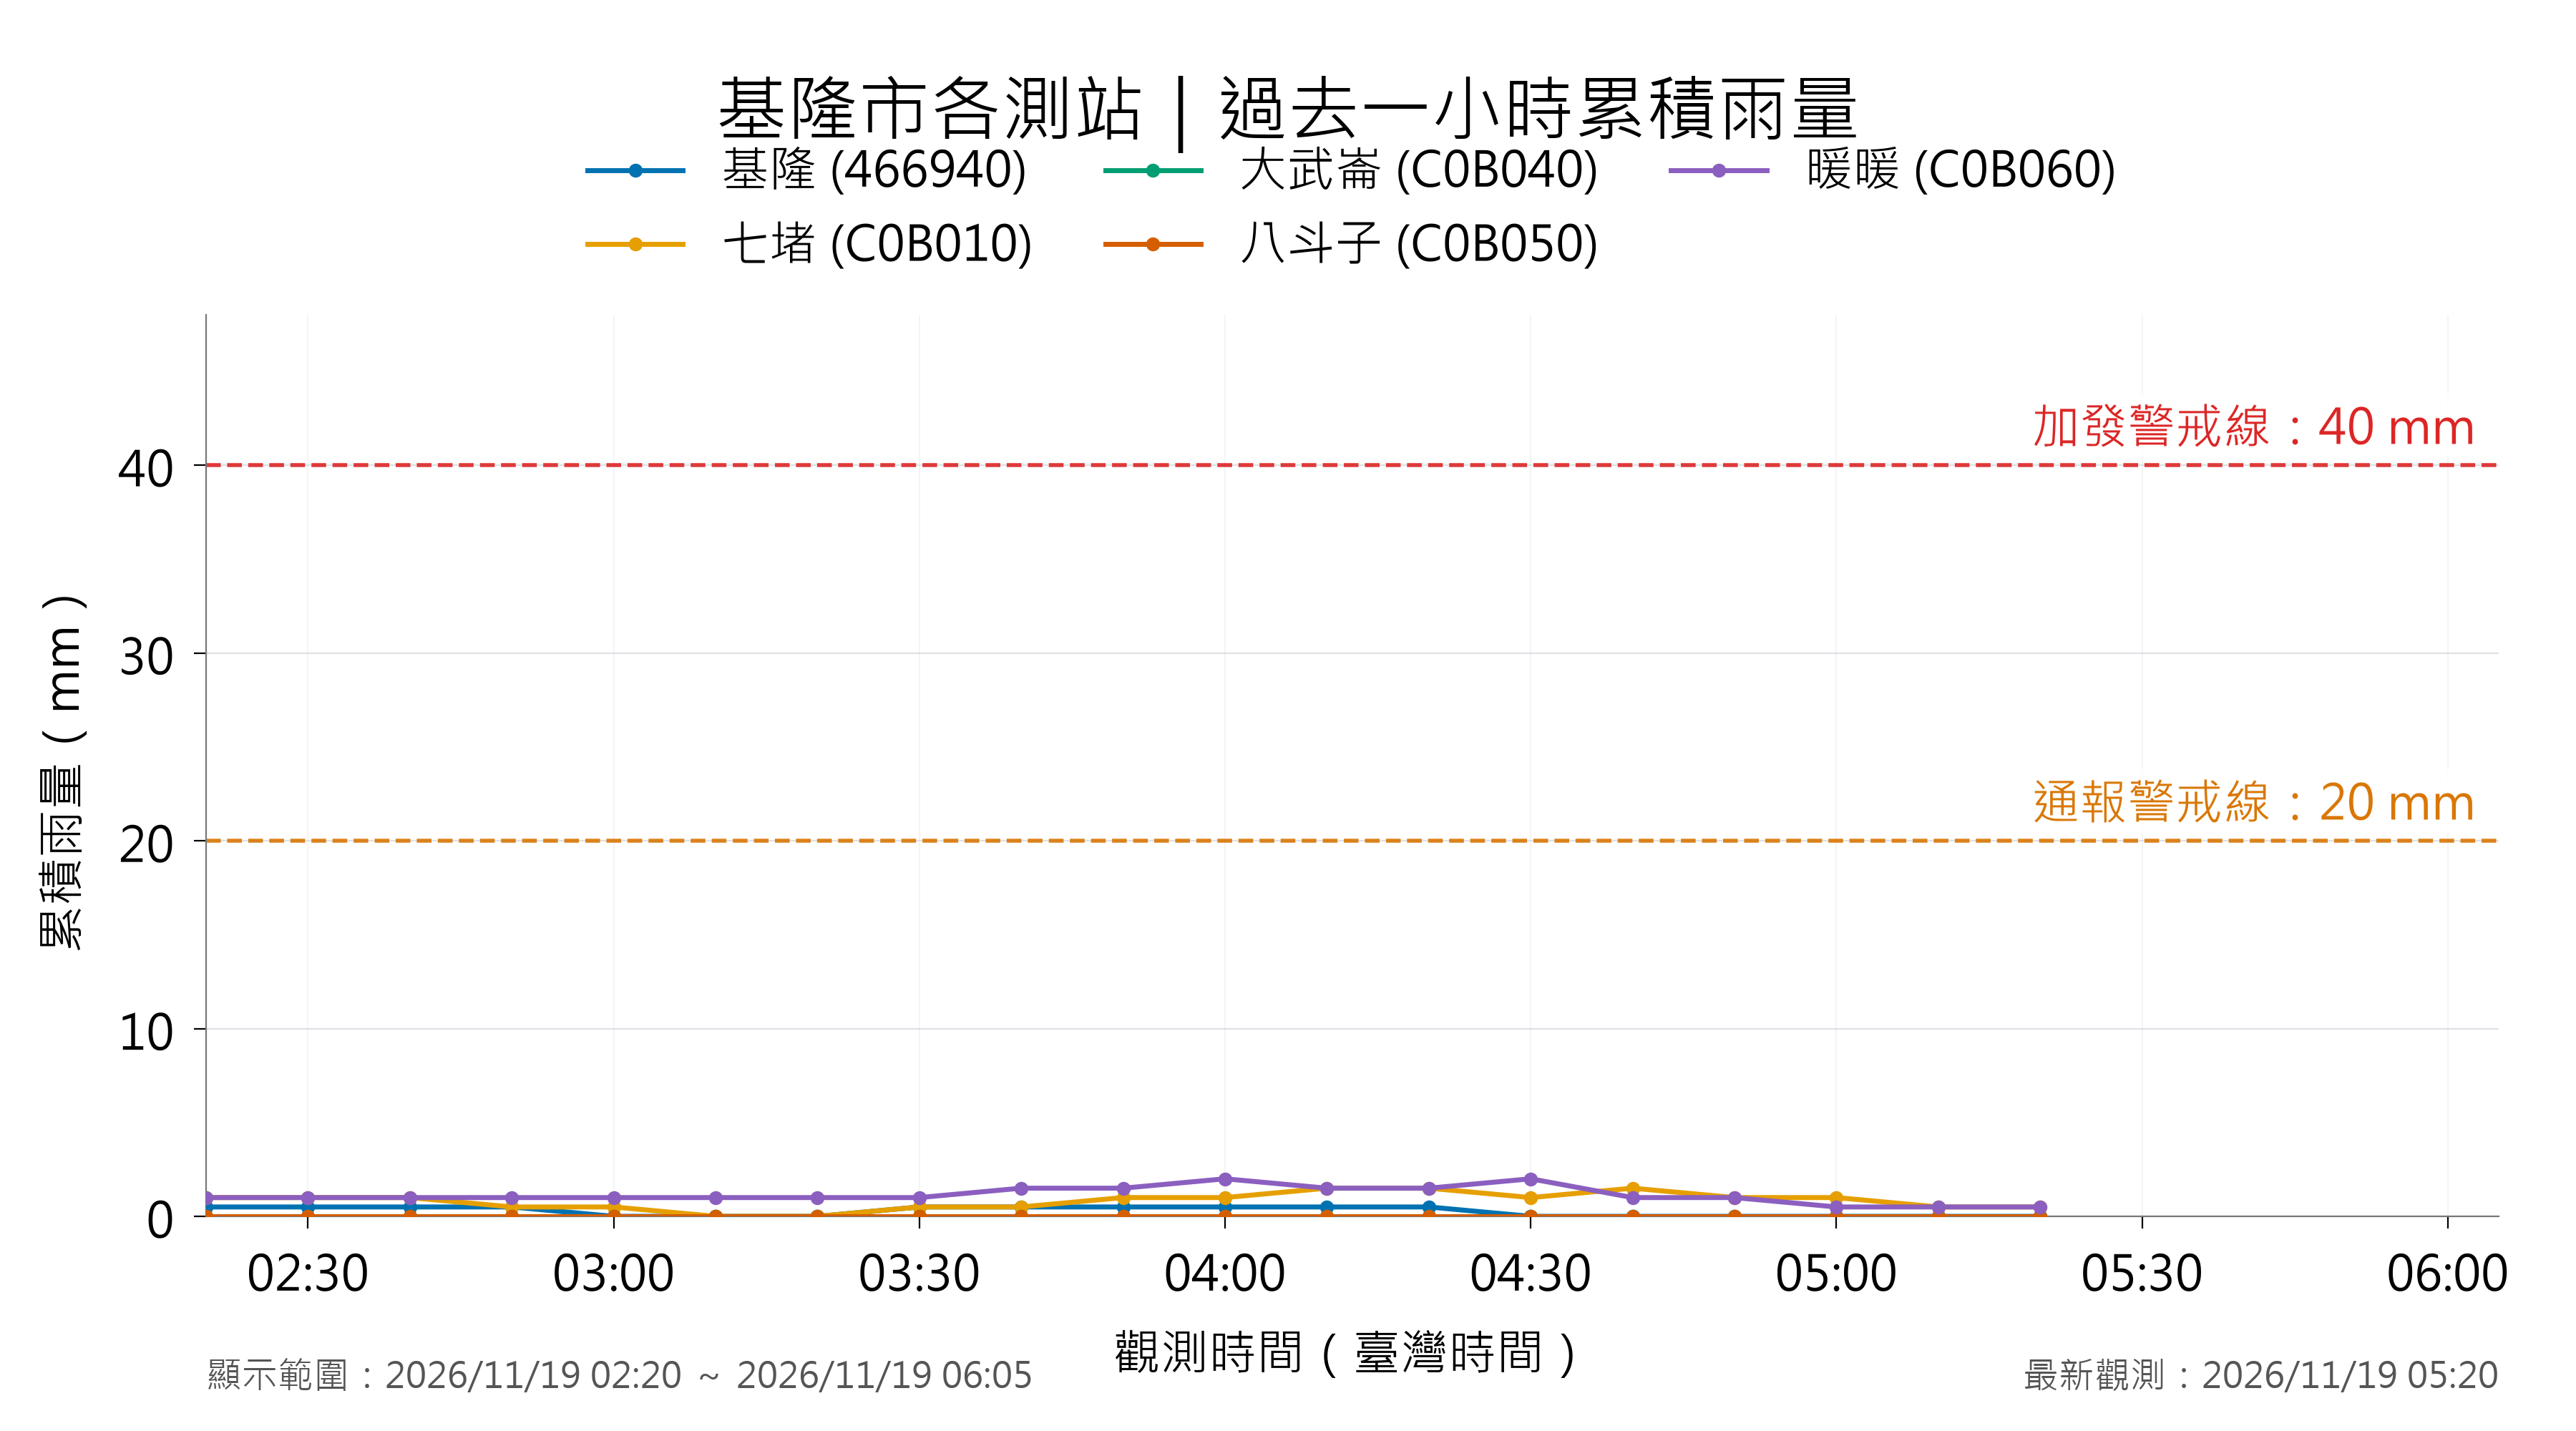 基隆市各測站｜過去一小時累積雨量
基隆 (466940)
大武崙 (C0B040)
暖暖 (C0B060)
七堵 (C0B010)
八斗子 (C0B050)
加發警戒線：40 mm
通報警戒線：20 mm
累積雨量（mm）
40
30
20
10
0
02:30
03:00
03:30
04:00
04:30
05:00
05:30
06:00
觀測時間（臺灣時間）
顯示範圍：2026/11/19 02:20 ～ 2026/11/19 06:05
最新觀測：2026/11/19 05:20